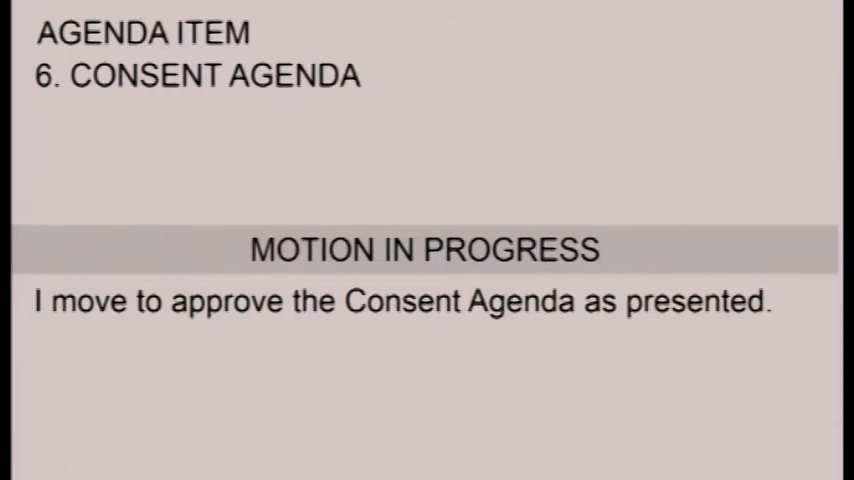 AGENDA ITEM
6. CONSENT AGENDA
MOTION IN PROGRESS
I move to approve the Consent Agenda as presented.